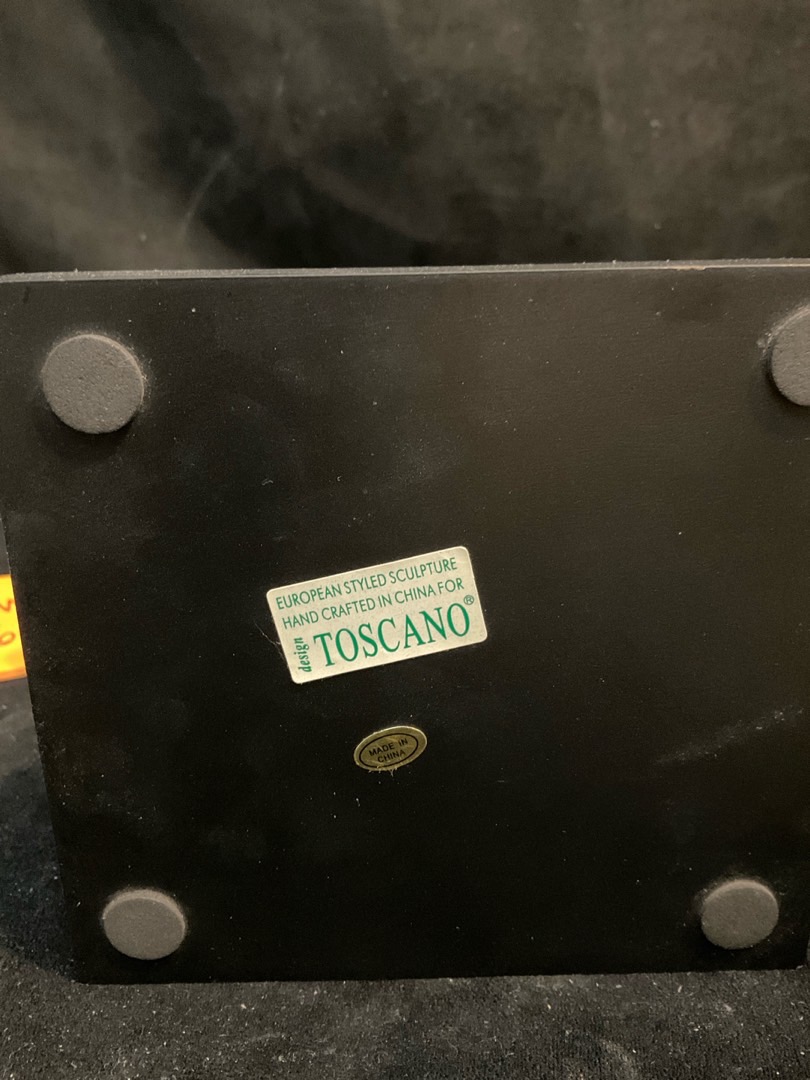 EUROPEAN STYLED SCULPTURE
HAND CRAFTED IN CHINA FOR
design TOSCANO®
MADE IN
CHINA